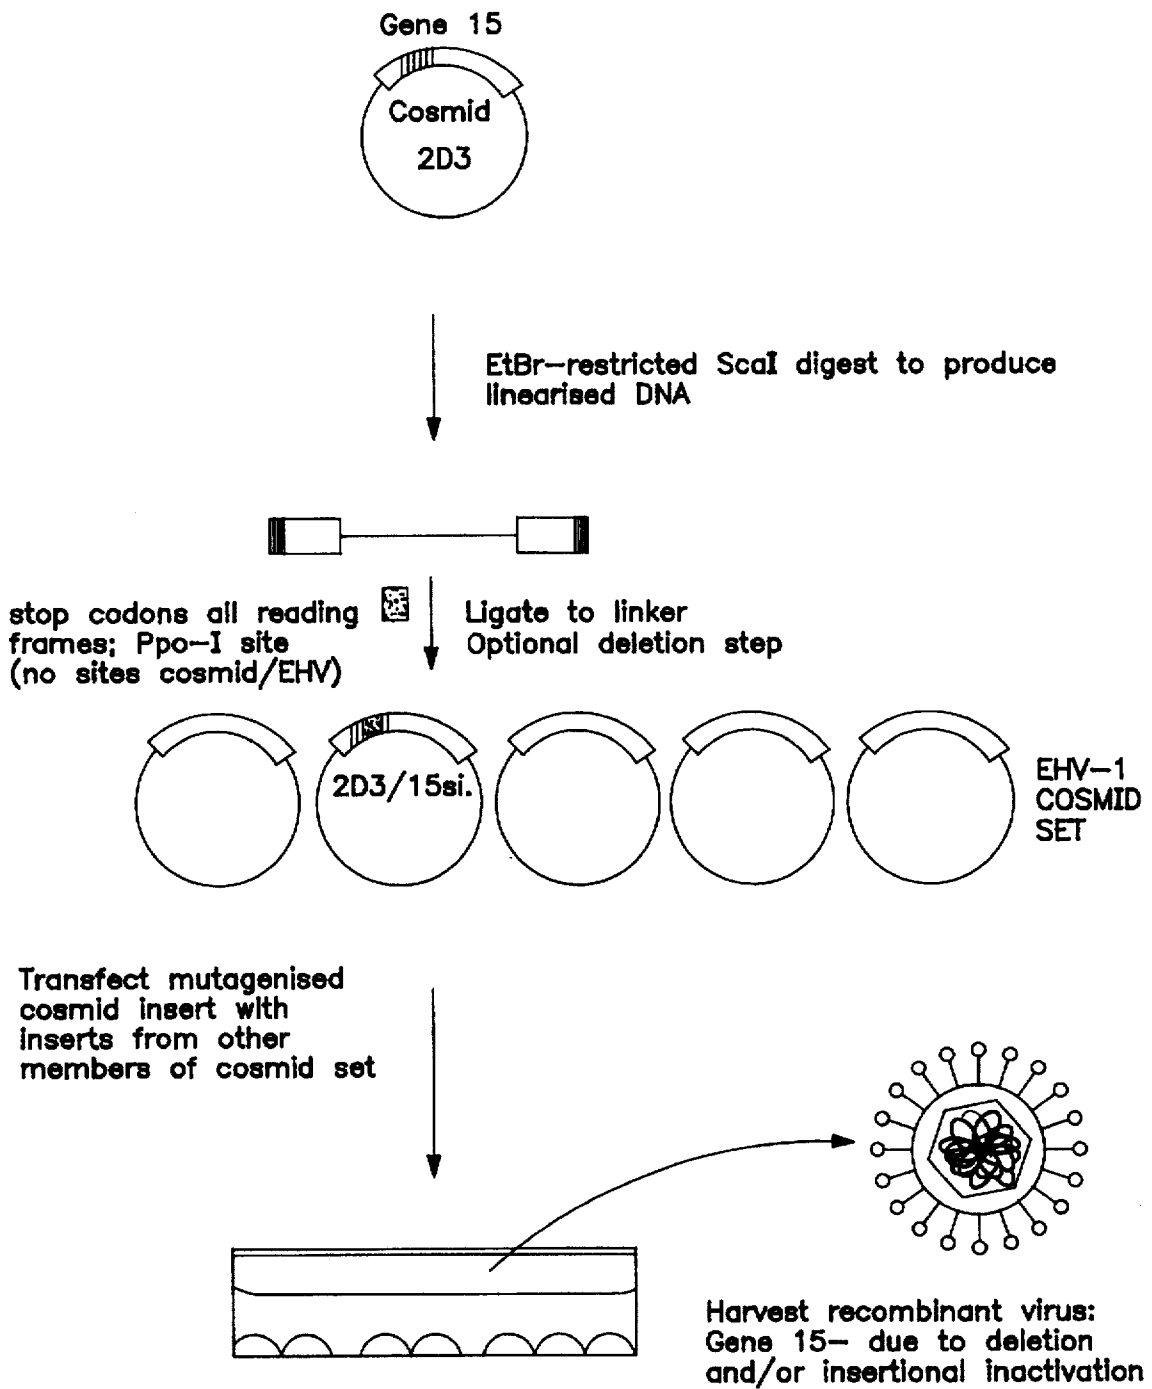 Gene 15
Cosmid
2D3
EtBr-restricted ScaI digest to produce
linearised DNA
stop codons all reading
frames; Ppo-I site
(no sites cosmid/EHV)
Ligate to linker
Optional deletion step
2D3/15si.
EHV-1
COSMID
SET
Transfect mutagenised
cosmid insert with
inserts from other
members of cosmid set
Harvest recombinant virus:
Gene 15- due to deletion
and/or insertional inactivation